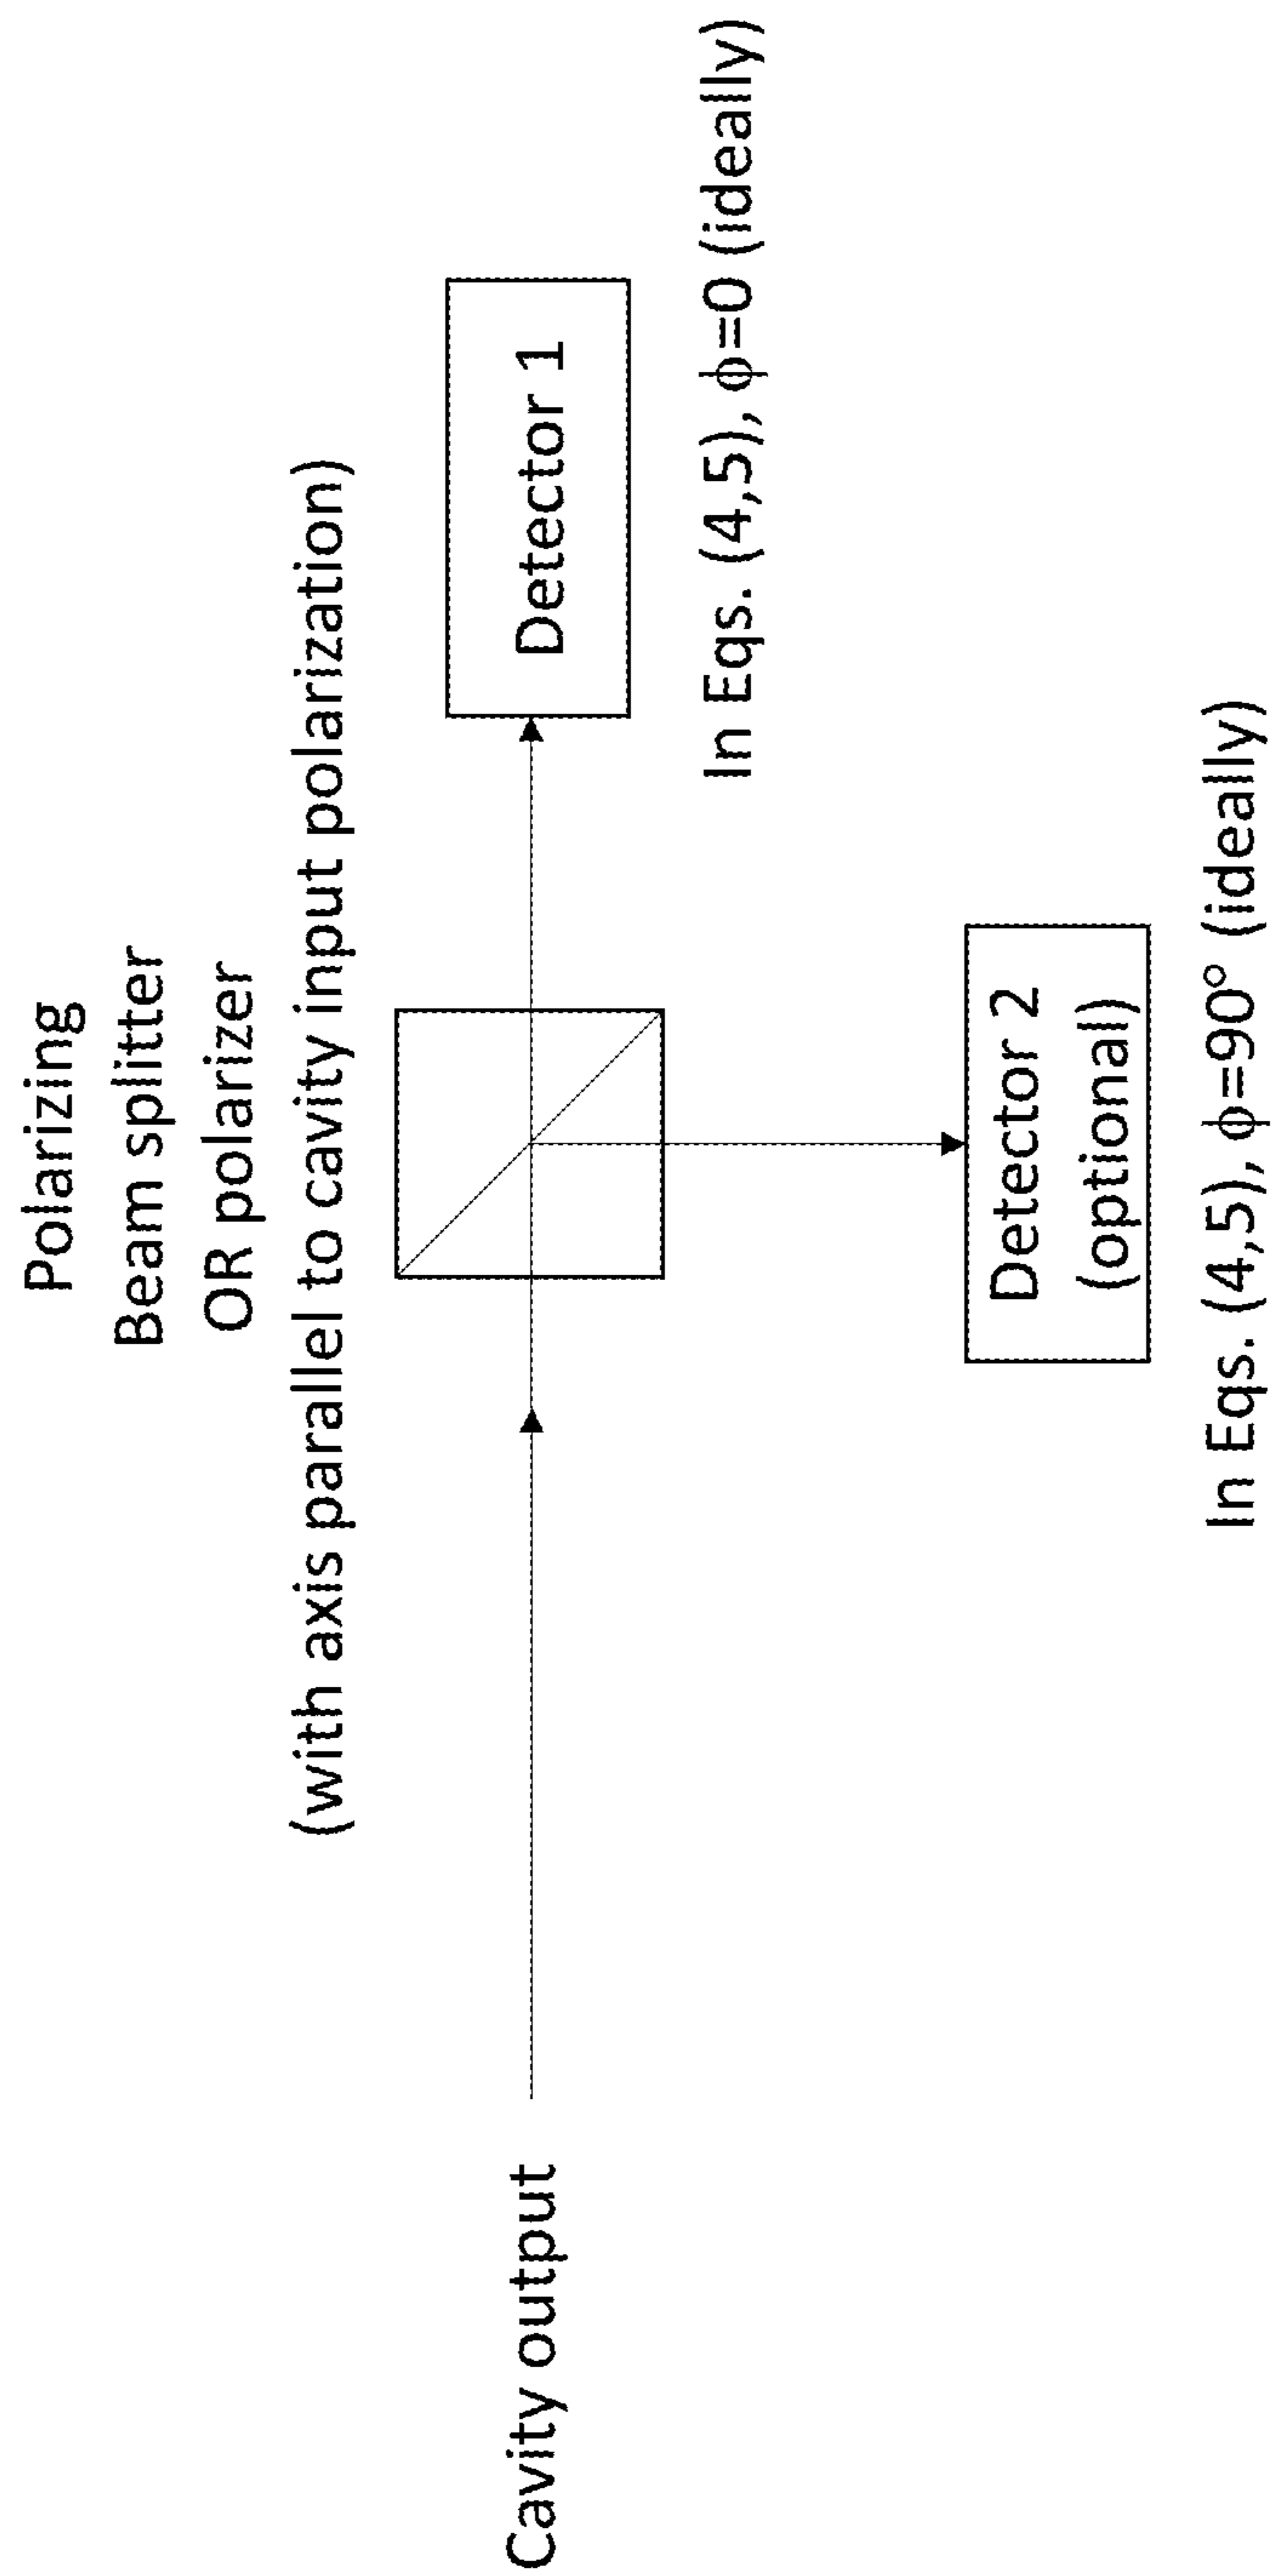 Polarizing
Beam splitter
OR polarizer
(with axis parallel to cavity input polarization)
Cavity output
Detector 1
In Eqs. (4,5), ϕ=0 (ideally)
Detector 2
(optional)
In Eqs. (4,5), ϕ=90° (ideally)